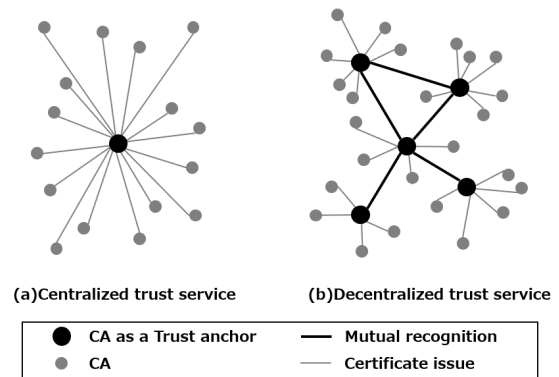 (a)Centralized trust service
(b)Decentralized trust service
CA as a Trust anchor
Mutual recognition
CA
Certificate issue